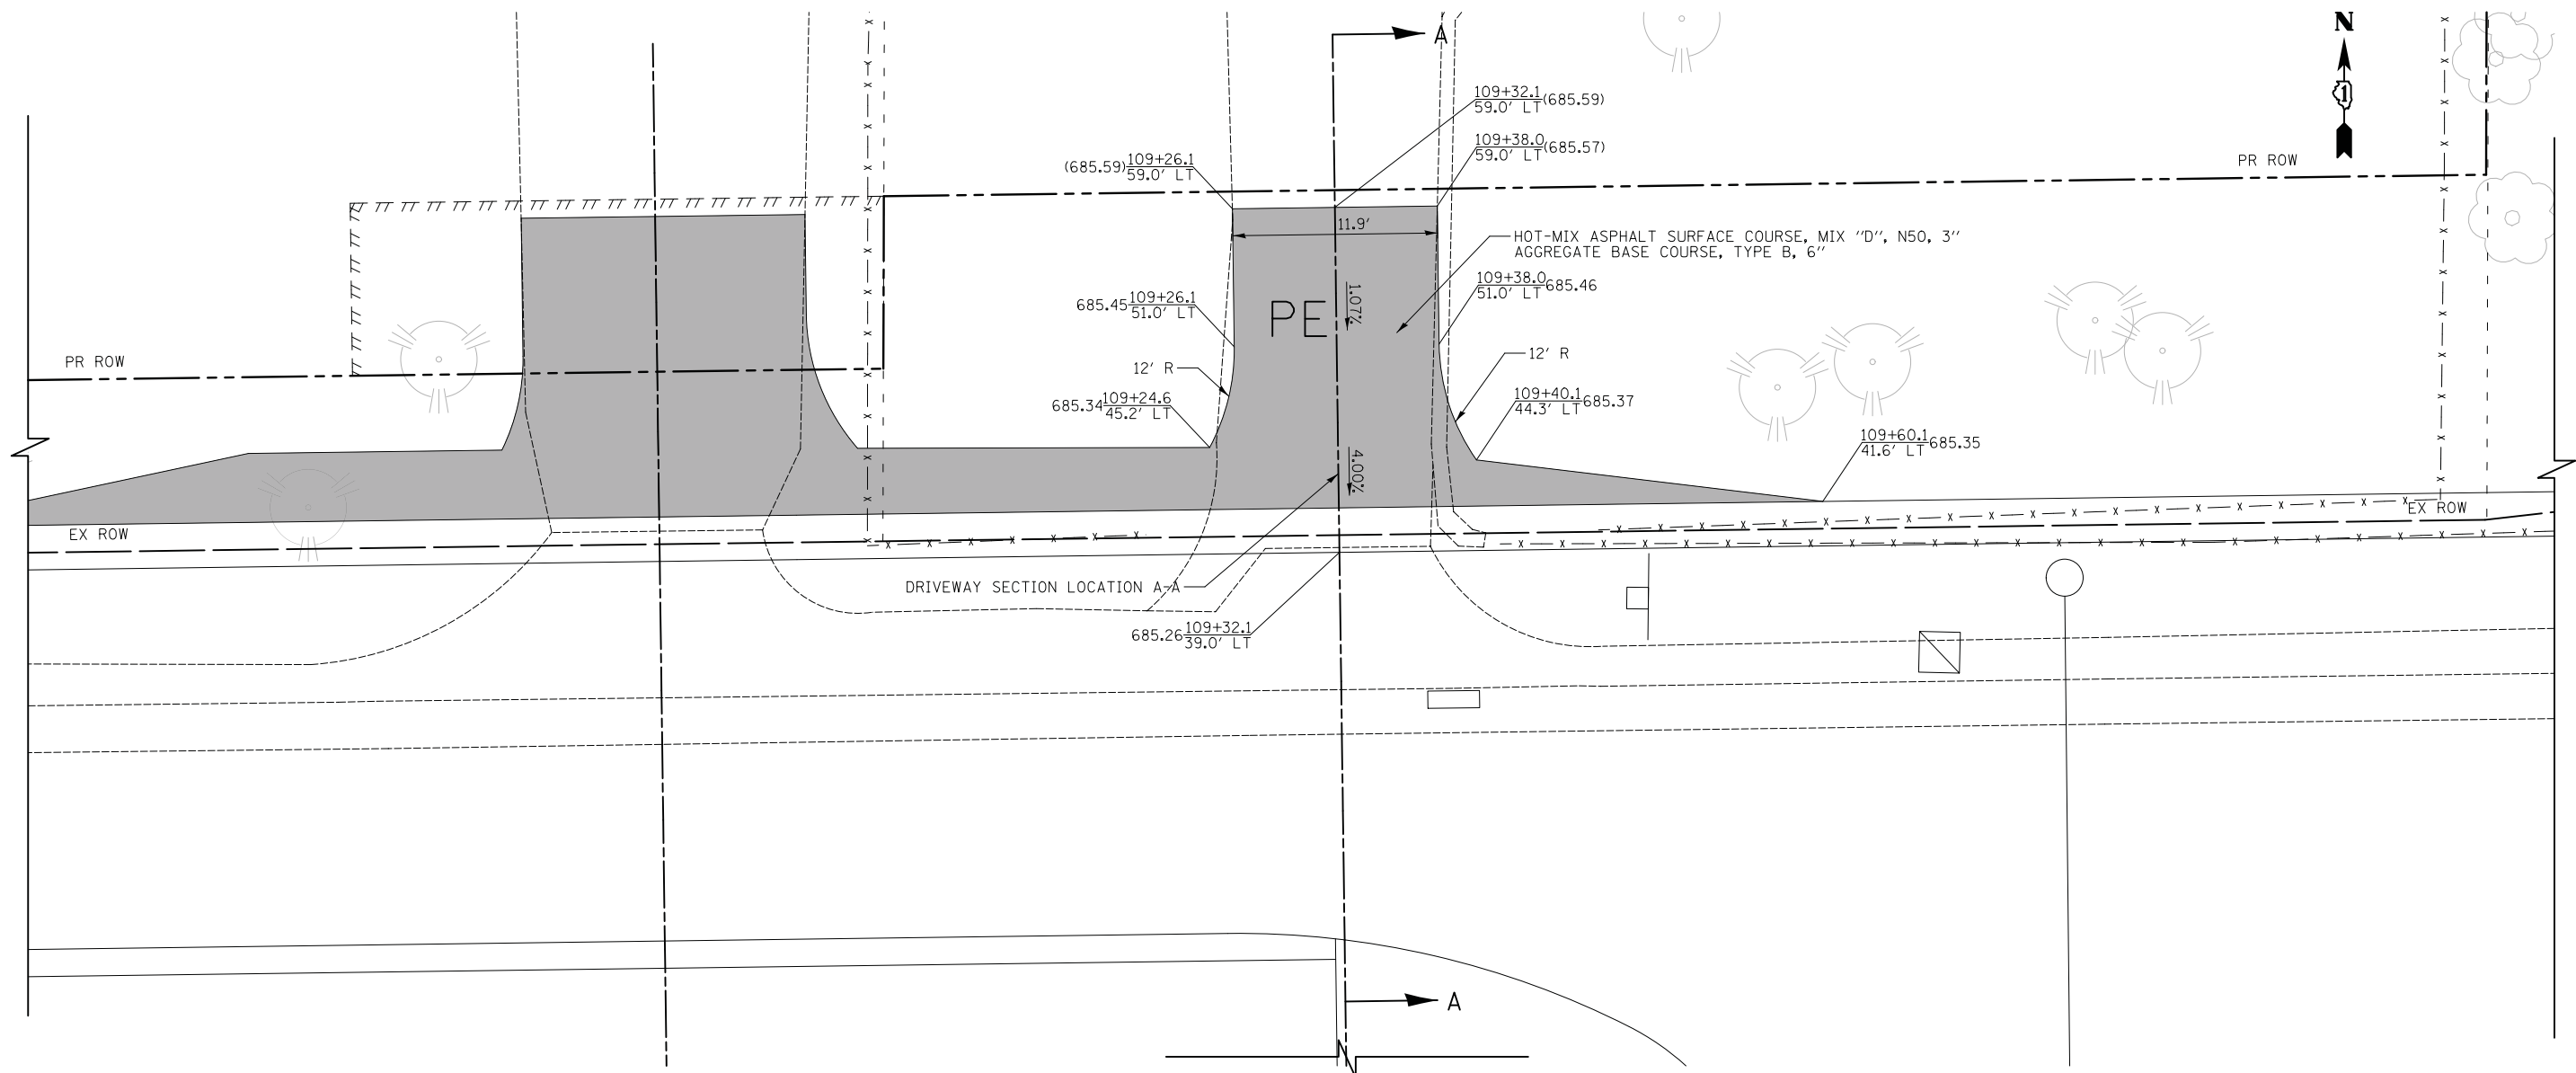 A
N
109+32.1
59.0' LT (685.59)
109+38.0
59.0' LT (685.57)
(685.59) 109+26.1
59.0' LT
PR ROW
11.9'
HOT-MIX ASPHALT SURFACE COURSE, MIX "D", N50, 3"
AGGREGATE BASE COURSE, TYPE B, 6"
109+38.0
51.0' LT 685.46
685.45 109+26.1
51.0' LT
PE
1.07%
12' R
12' R
PR ROW
109+40.1
44.3' LT 685.37
685.34 109+24.6
45.2' LT
109+60.1
41.6' LT 685.35
4.00%
EX ROW
EX ROW
DRIVEWAY SECTION LOCATION A-A
685.26 109+32.1
39.0' LT
A